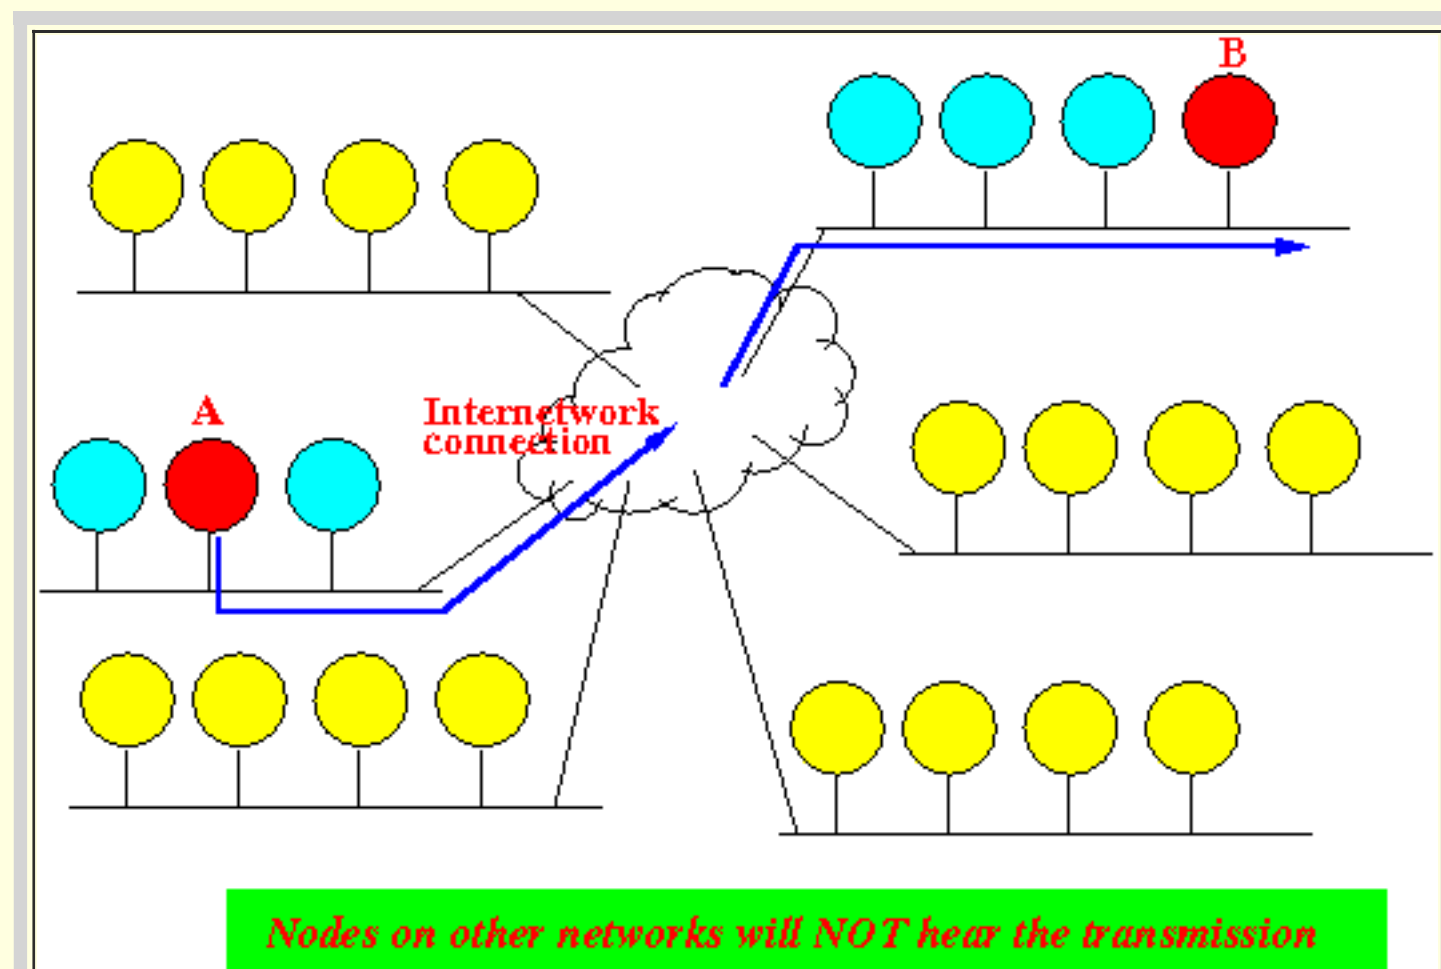 B
A
Internetwork
connection
Nodes on other networks will NOT hear the transmission